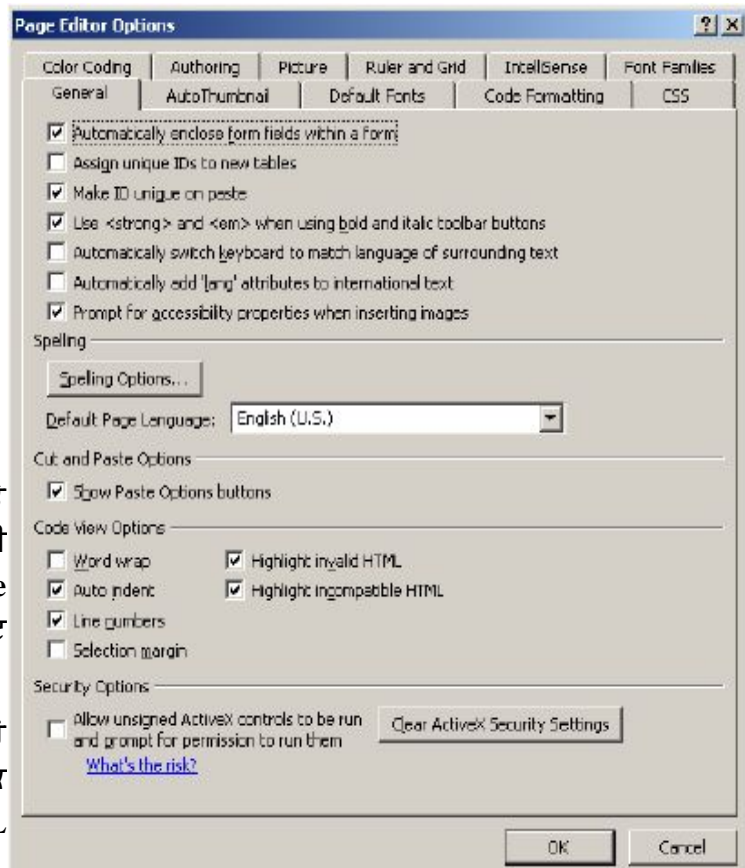 Page Editor Options
Color Coding Authoring Picture Ruler and Grid IntelliSense Font Families
General AutoThumbnail Default Fonts Code Formatting CSS
Automatically enclose form fields within a form
Assign unique IDs to new tables
Make ID unique on paste
Use <strong> and <em> when using bold and italic toolbar buttons
Automatically switch keyboard to match language of surrounding text
Automatically add 'lang' attributes to international text
Prompt for accessibility properties when inserting images
Spelling
Spelling Options...
Default Page Language: English (U.S.)
Cut and Paste Options
Show Paste Options buttons
Code View Options
Word wrap Highlight invalid HTML
Auto indent Highlight incompatible HTML
Line numbers
Selection margin
Security Options
Allow unsigned ActiveX controls to be run
and prompt for permission to run them
Clear ActiveX Security Settings
What's the risk?
OK Cancel